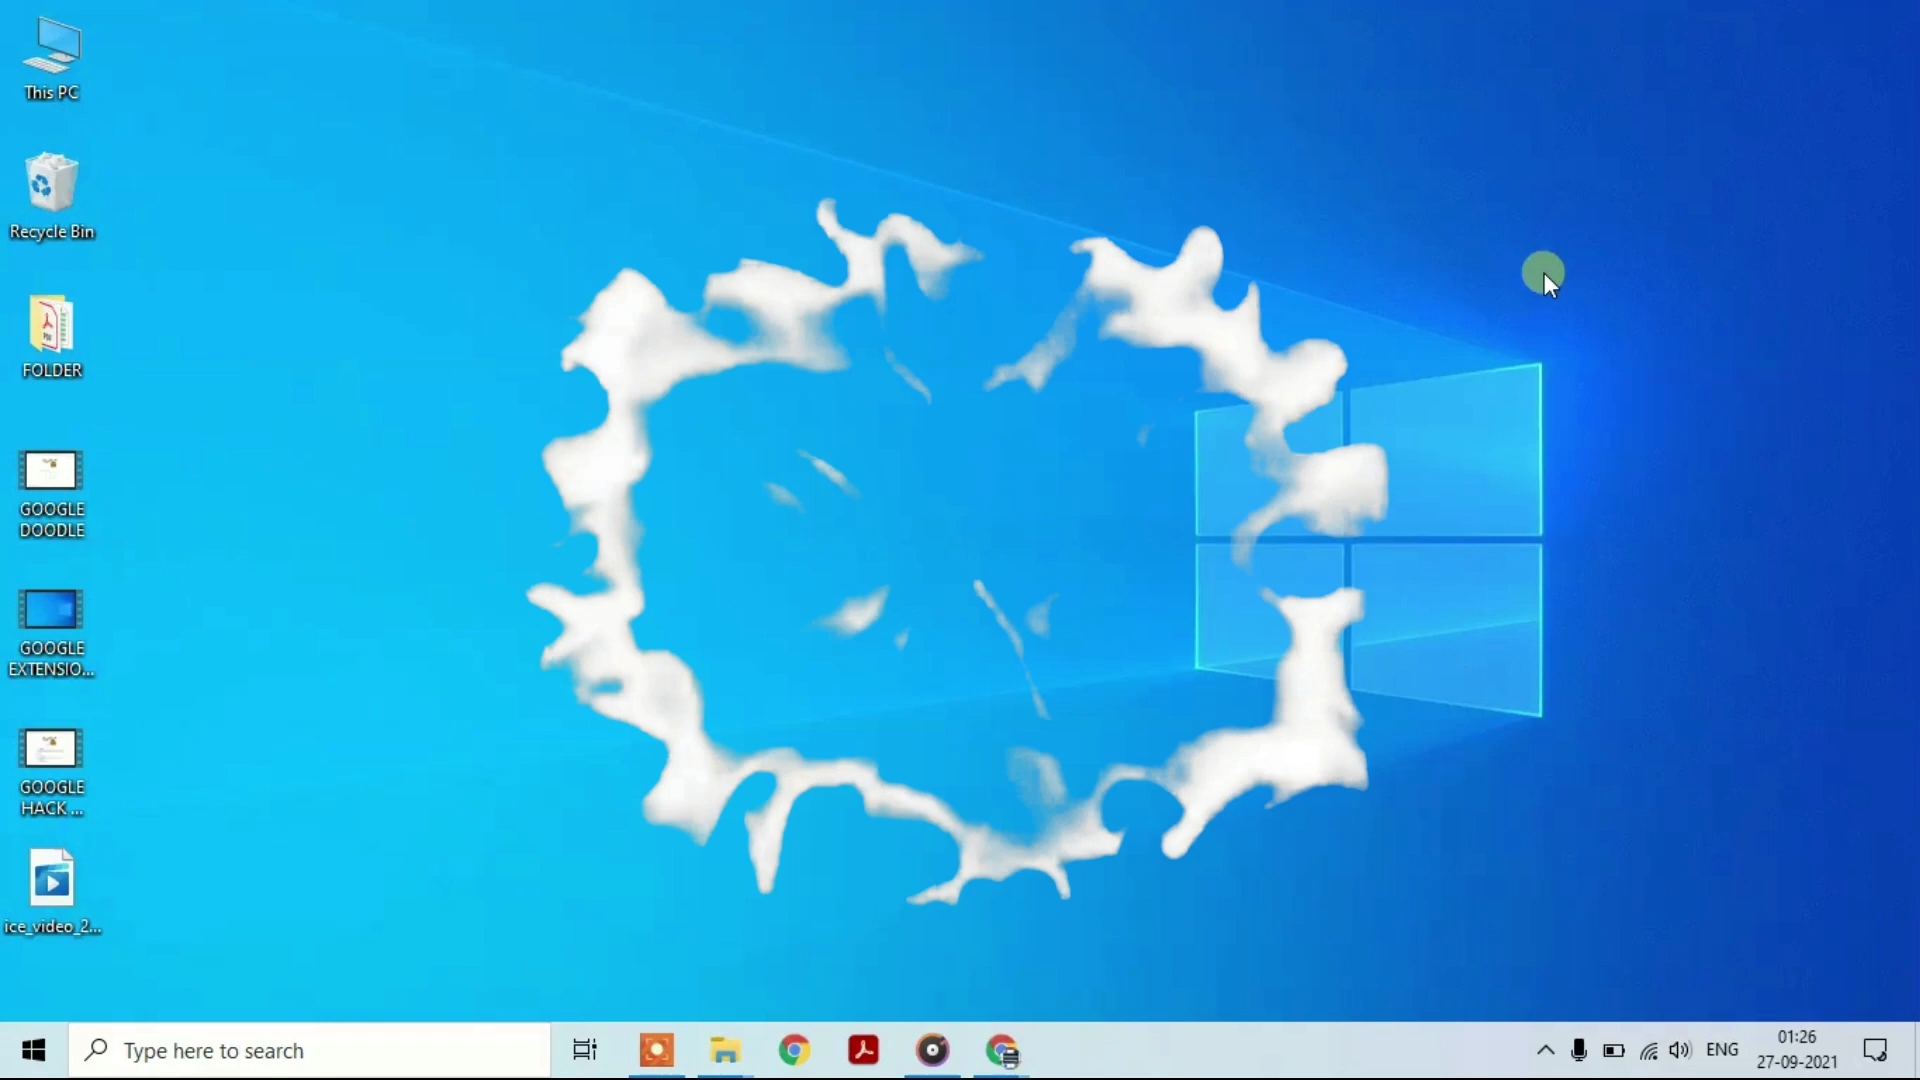 This PC
Recycle Bin
FOLDER
GOOGLE
DOODLE
GOOGLE
EXTENSIO...
GOOGLE
HACK ...
ice_video_2...
Type here to search
ENG
01:26
27-09-2021